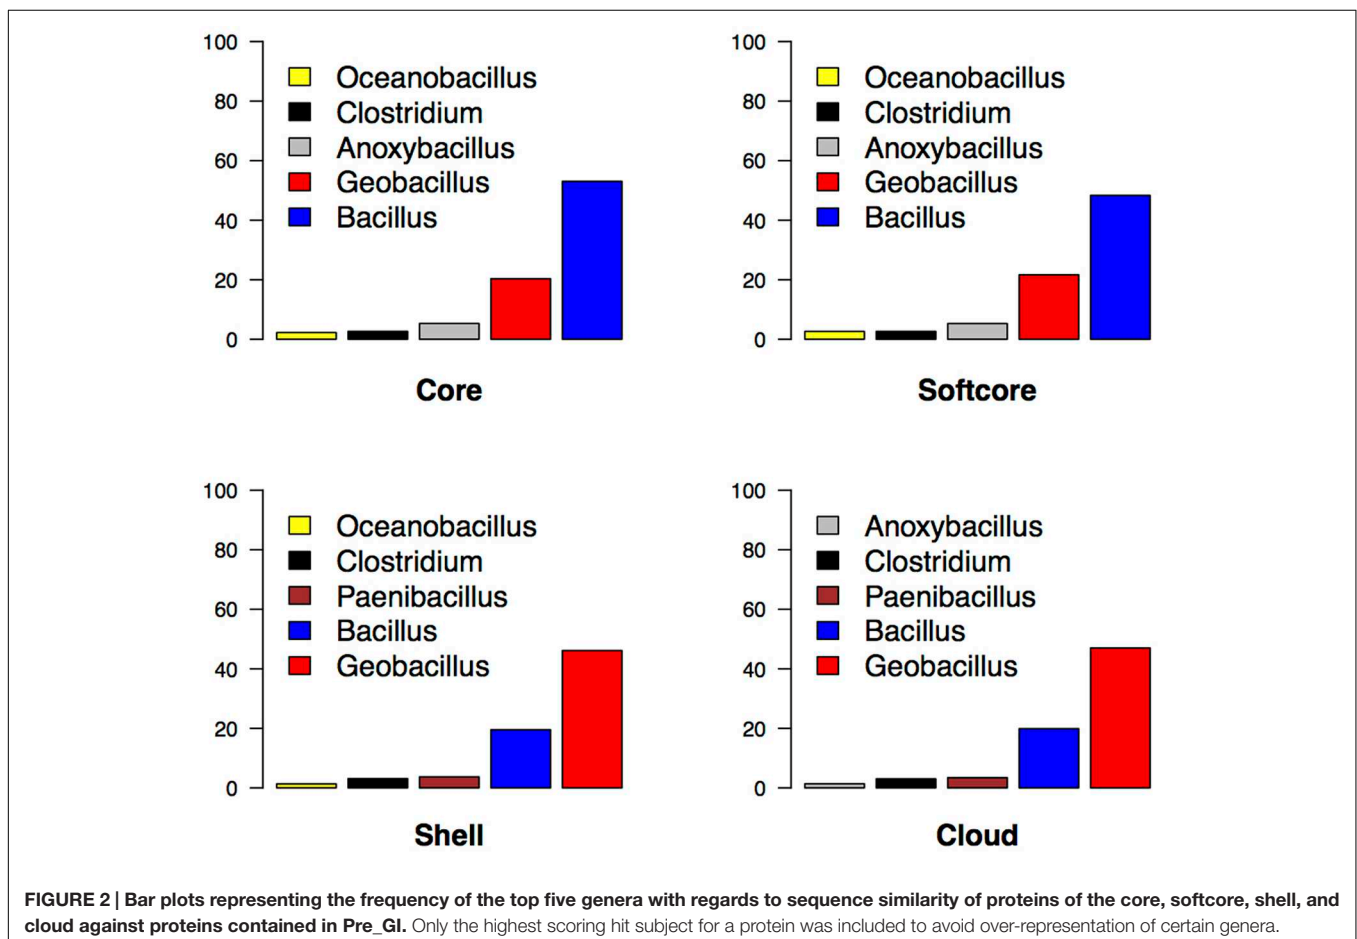 100
80
60
40
20
0
Oceanobacillus
Clostridium
Anoxybacillus
Geobacillus
Bacillus
Core
100
80
60
40
20
0
Oceanobacillus
Clostridium
Anoxybacillus
Geobacillus
Bacillus
Softcore
100
80
60
40
20
0
Oceanobacillus
Clostridium
Paenibacillus
Bacillus
Geobacillus
Shell
100
80
60
40
20
0
Anoxybacillus
Clostridium
Paenibacillus
Bacillus
Geobacillus
Cloud
FIGURE 2 | Bar plots representing the frequency of the top five genera with regards to sequence similarity of proteins of the core, softcore, shell, and
cloud against proteins contained in Pre_GI. Only the highest scoring hit subject for a protein was included to avoid over-representation of certain genera.